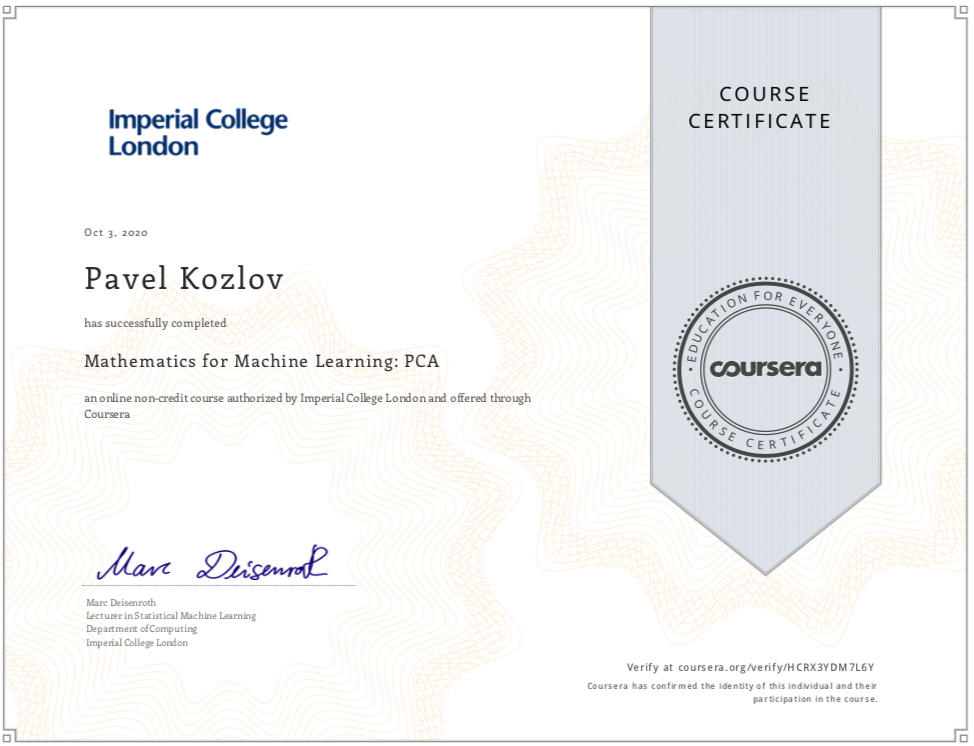 Imperial College
London
COURSE
CERTIFICATE
Oct 3, 2020
Pavel Kozlov
has successfully completed
Mathematics for Machine Learning: PCA
an online non-credit course authorized by Imperial College London and offered through
Coursera
EDUCATION FOR EVERYONE
coursera
COURSE CERTIFICATE
Marc Deisenroth
Marc Deisenroth
Lecturer in Statistical Machine Learning
Department of Computing
Imperial College London
Verify at coursera.org/verify/HCRX3YDM7L6Y
Coursera has confirmed the identity of this individual and their
participation in the course.